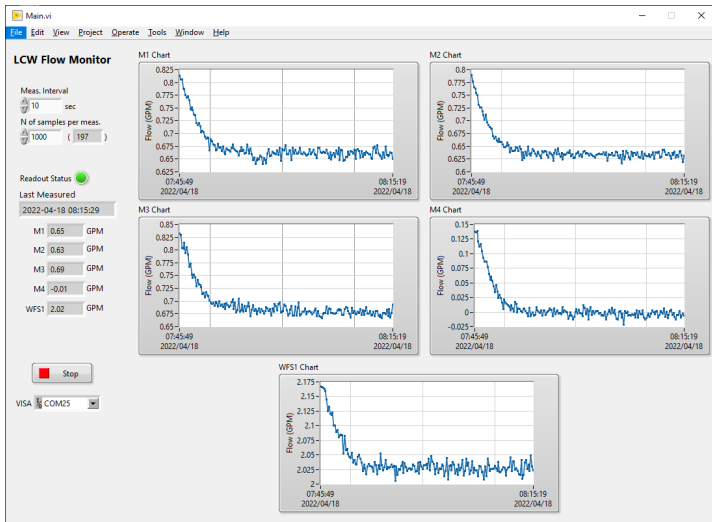 Main.vi
File Edit View Project Operate Tools Window Help
LCW Flow Monitor
Meas. Interval
10 sec
N of samples per meas.
1000 ( 197 )
Readout Status
Last Measured
2022-04-18 08:15:29
M1 0.65 GPM
M2 0.63 GPM
M3 0.69 GPM
M4 -0.01 GPM
WFS1 2.02 GPM
Stop
VISA COM25
M1 Chart
Flow (GPM)
0.825
0.8
0.775
0.75
0.725
0.7
0.675
0.65
0.625
07:45:49 08:15:19
2022/04/18 2022/04/18
M2 Chart
Flow (GPM)
0.8
0.775
0.75
0.725
0.7
0.675
0.65
0.625
0.6
07:45:49 08:15:19
2022/04/18 2022/04/18
M3 Chart
Flow (GPM)
0.85
0.825
0.8
0.775
0.75
0.725
0.7
0.675
0.65
07:45:49 08:15:19
2022/04/18 2022/04/18
M4 Chart
Flow (GPM)
0.15
0.125
0.1
0.075
0.05
0.025
0
-0.025
07:45:49 08:15:19
2022/04/18 2022/04/18
WFS1 Chart
Flow (GPM)
2.175
2.15
2.125
2.1
2.075
2.05
2.025
2
07:45:49 08:15:19
2022/04/18 2022/04/18